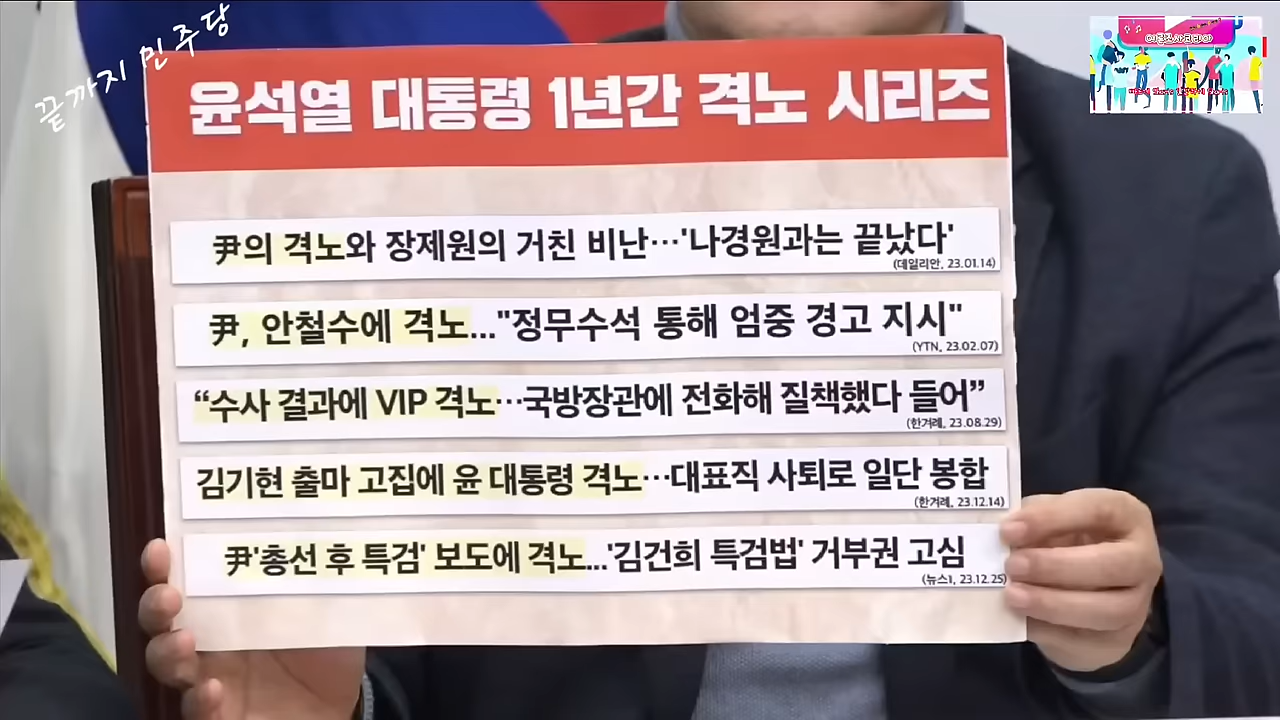 끝까지 민주당
윤석열 대통령 1년간 격노 시리즈
尹의 격노와 장제원의 거친 비난…'나경원과는 끝났다'
(데일리안, 23.01.14)
尹, 안철수에 격노..."정무수석 통해 엄중 경고 지시"
(YTN, 23.02.07)
“수사 결과에 VIP 격노…국방장관에 전화해 질책했다 들어”
(한겨레, 23.08.29)
김기현 출마 고집에 윤 대통령 격노…대표직 사퇴로 일단 봉합
(한겨레, 23.12.14)
尹'총선 후 특검' 보도에 격노...'김건희 특검법' 거부권 고심
(뉴스1, 23.12.25)